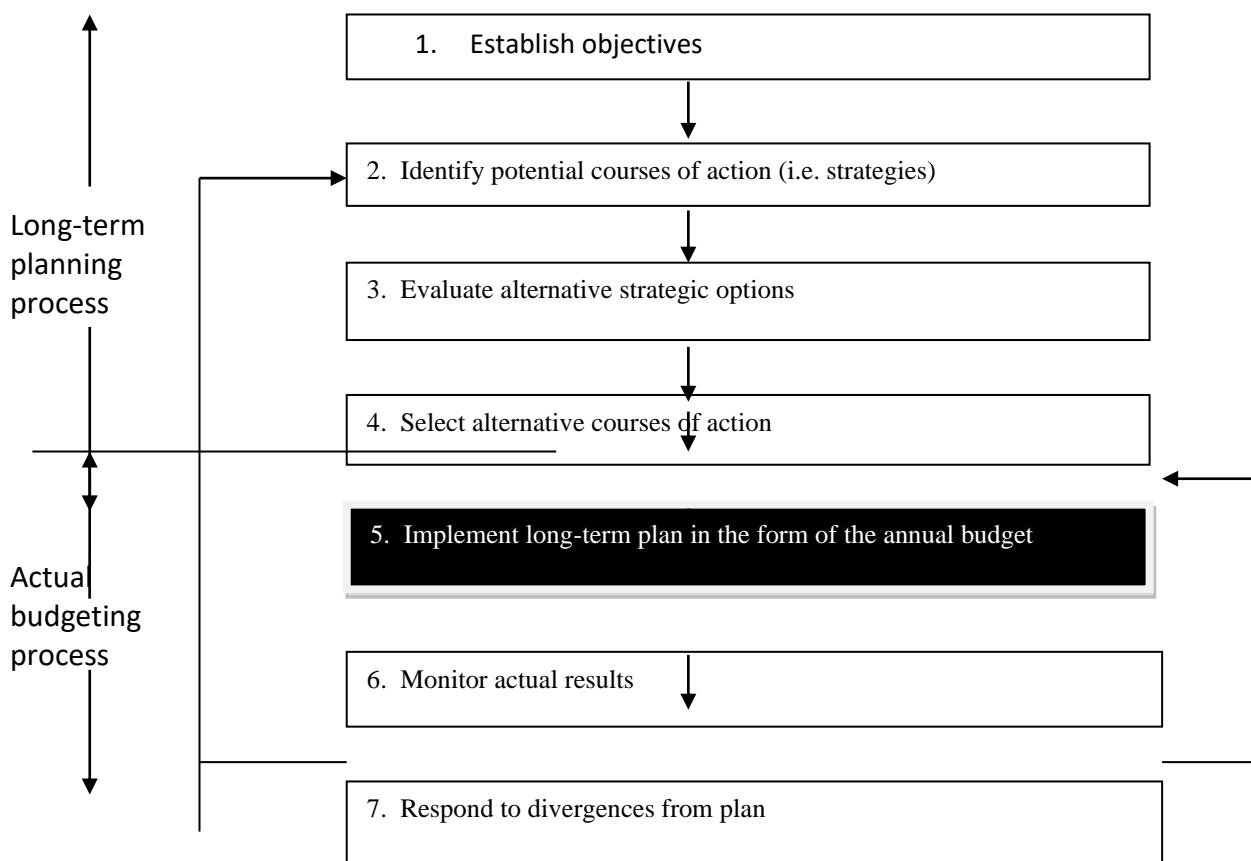 1. Establish objectives
2. Identify potential courses of action (i.e. strategies)
Long-term
planning
process
3. Evaluate alternative strategic options
4. Select alternative courses of action
5. Implement long-term plan in the form of the annual budget
Actual
budgeting
process
6. Monitor actual results
7. Respond to divergences from plan